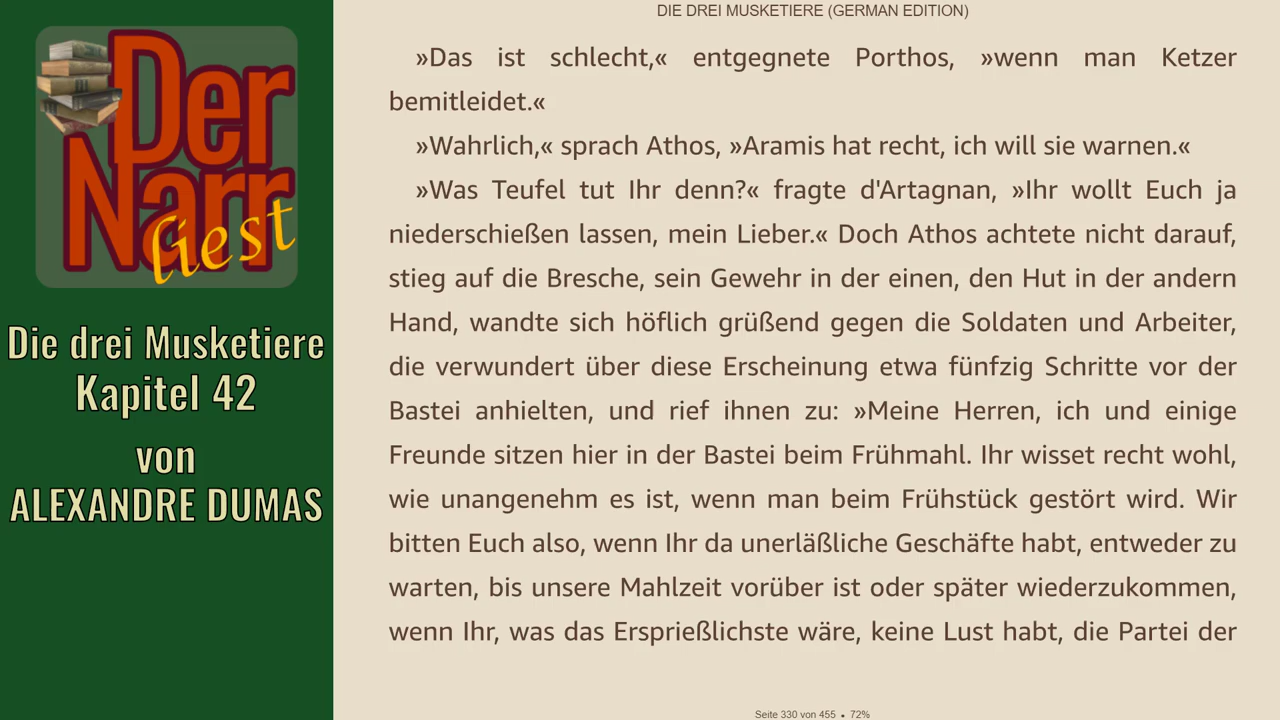 Der
Narr
liest
Die drei Musketiere
Kapitel 42
von
ALEXANDRE DUMAS
DIE DREI MUSKETIERE (GERMAN EDITION)
»Das ist schlecht,« entgegnete Porthos, »wenn man Ketzer
bemitleidet.«
»Wahrlich,« sprach Athos, »Aramis hat recht, ich will sie warnen.«
»Was Teufel tut Ihr denn?« fragte d'Artagnan, »Ihr wollt Euch ja
niederschießen lassen, mein Lieber.« Doch Athos achtete nicht darauf,
stieg auf die Bresche, sein Gewehr in der einen, den Hut in der andern
Hand, wandte sich höflich grüßend gegen die Soldaten und Arbeiter,
die verwundert über diese Erscheinung etwa fünfzig Schritte vor der
Bastei anhielten, und rief ihnen zu: »Meine Herren, ich und einige
Freunde sitzen hier in der Bastei beim Frühmahl. Ihr wisset recht wohl,
wie unangenehm es ist, wenn man beim Frühstück gestört wird. Wir
bitten Euch also, wenn Ihr da unerläßliche Geschäfte habt, entweder zu
warten, bis unsere Mahlzeit vorüber ist oder später wiederzukommen,
wenn Ihr, was das Ersprießlichste wäre, keine Lust habt, die Partei der
Seite 330 von 455 • 72%